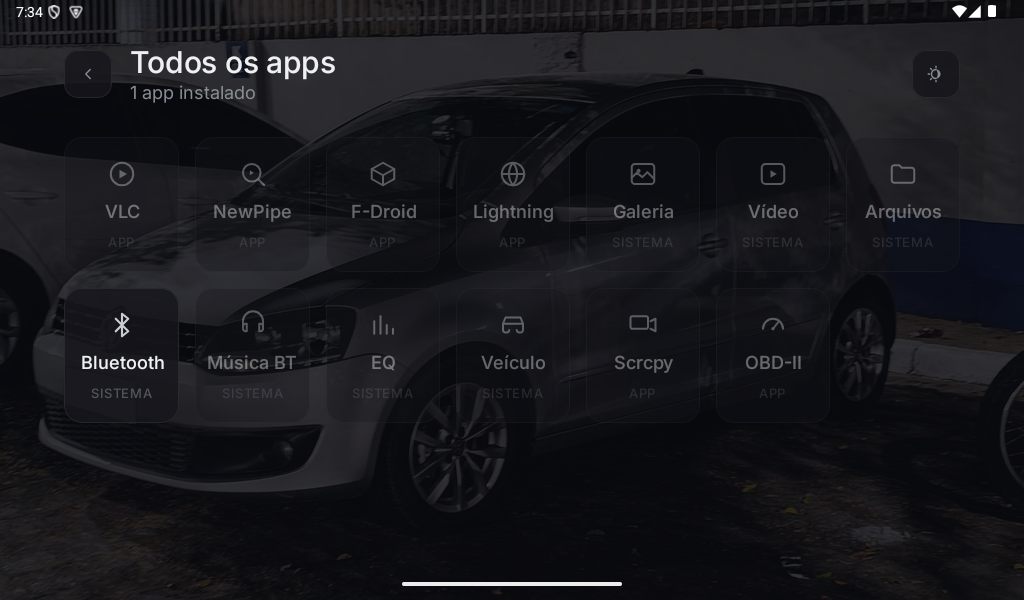 7:34
Todos os apps
1 app instalado
VLC
APP
NewPipe
APP
F-Droid
APP
Lightning
APP
Galeria
SISTEMA
Vídeo
SISTEMA
Arquivos
SISTEMA
Bluetooth
SISTEMA
Música BT
SISTEMA
EQ
SISTEMA
Veículo
SISTEMA
Scrcpy
APP
OBD-II
APP